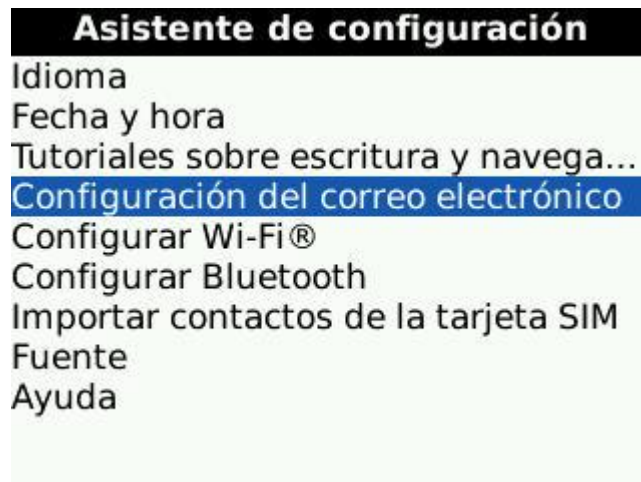 Asistente de configuración
Idioma
Fecha y hora
Tutoriales sobre escritura y navega...
Configuración del correo electrónico
Configurar Wi-Fi®
Configurar Bluetooth
Importar contactos de la tarjeta SIM
Fuente
Ayuda